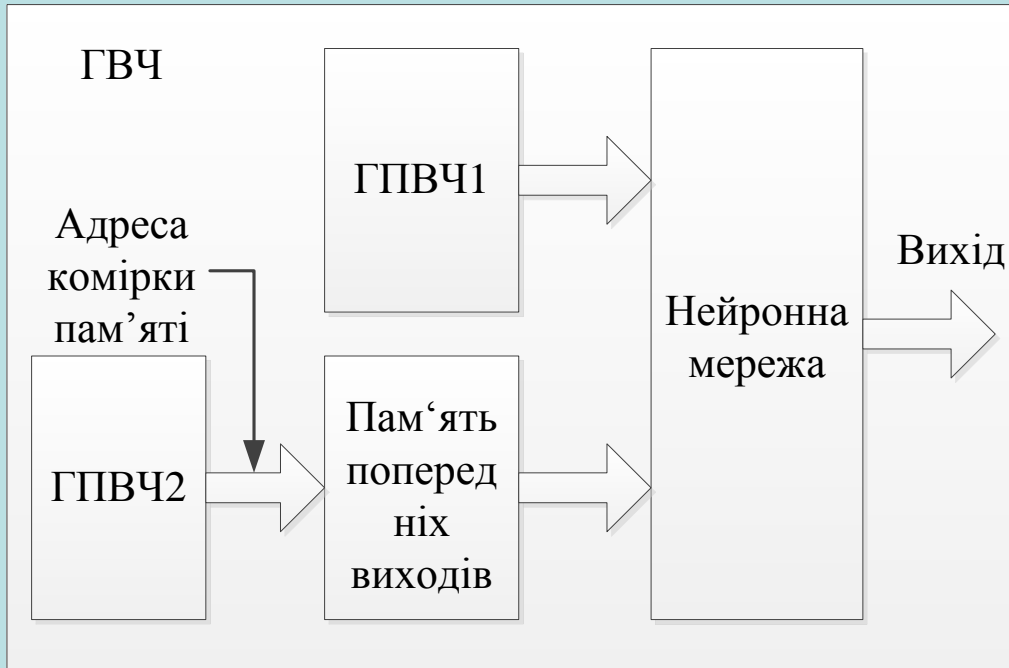 ГВЧ
ГПВЧ1
Адреса
комірки
пам’яті
Вихід
Нейронна
мережа
ГПВЧ2
Пам‘ять
поперед
ніх
виходів